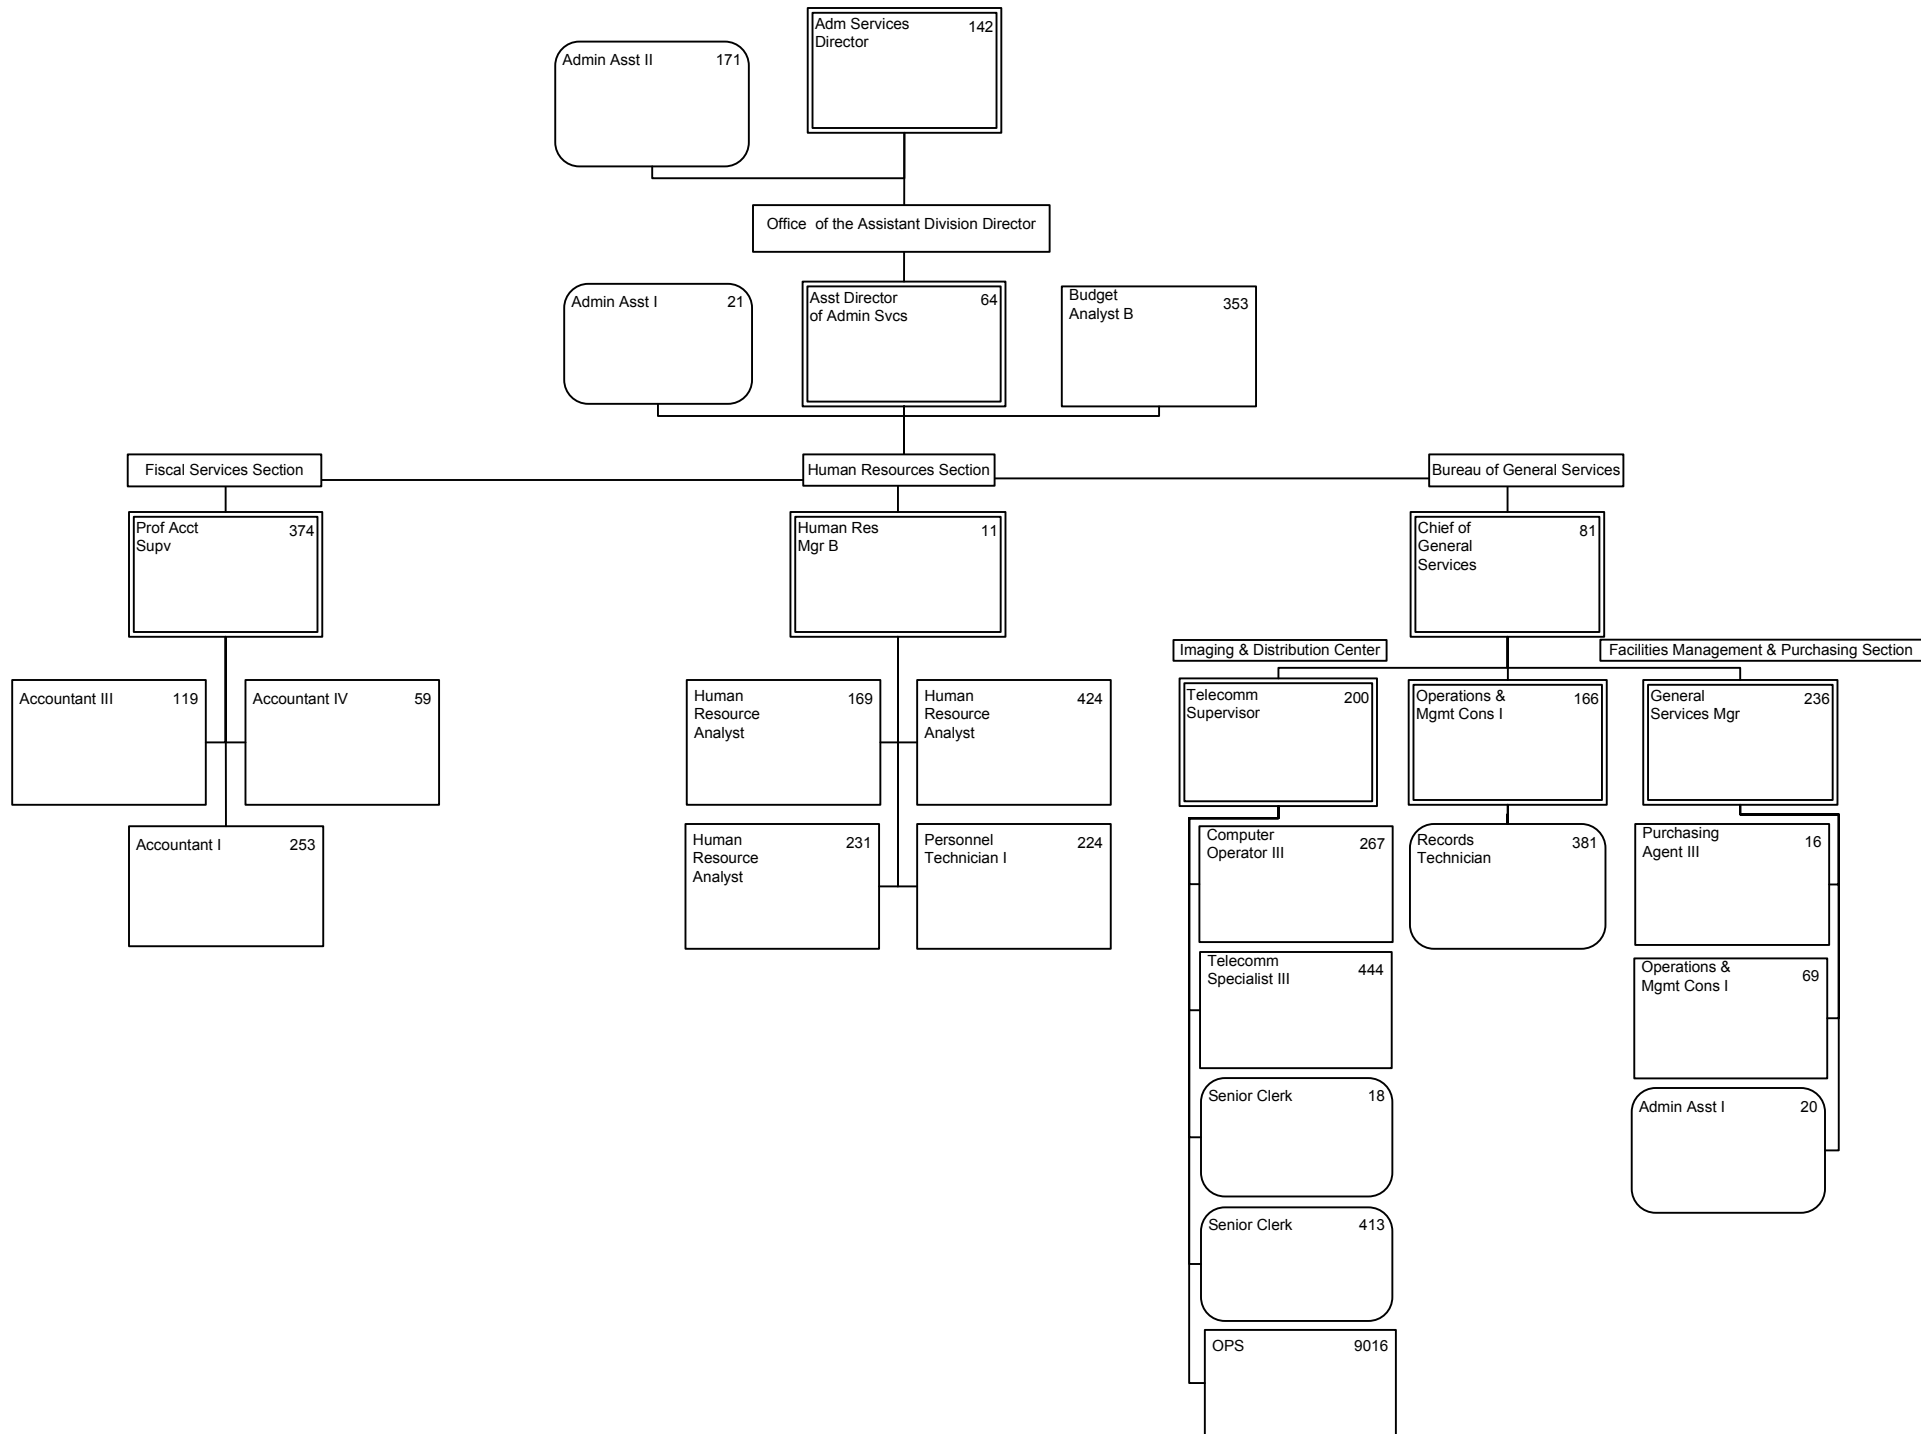 Adm Services 142
Director
Admin Asst II 171
Office of the Assistant Division Director
Admin Asst I 21
Asst Director 64
of Admin Svcs
Budget 353
Analyst B
Fiscal Services Section
Human Resources Section
Bureau of General Services
Prof Acct 374
Supv
Human Res 11
Mgr B
Chief of 81
General
Services
Imaging & Distribution Center
Facilities Management & Purchasing Section
Accountant III 119
Accountant IV 59
Human 169
Resource
Analyst
Human 424
Resource
Analyst
Telecomm 200
Supervisor
Operations & 166
Mgmt Cons I
General 236
Services Mgr
Accountant I 253
Human 231
Resource
Analyst
Personnel 224
Technician I
Computer 267
Operator III
Records 381
Technician
Purchasing 16
Agent III
Telecomm 444
Specialist III
Operations & 69
Mgmt Cons I
Senior Clerk 18
Admin Asst I 20
Senior Clerk 413
OPS 9016